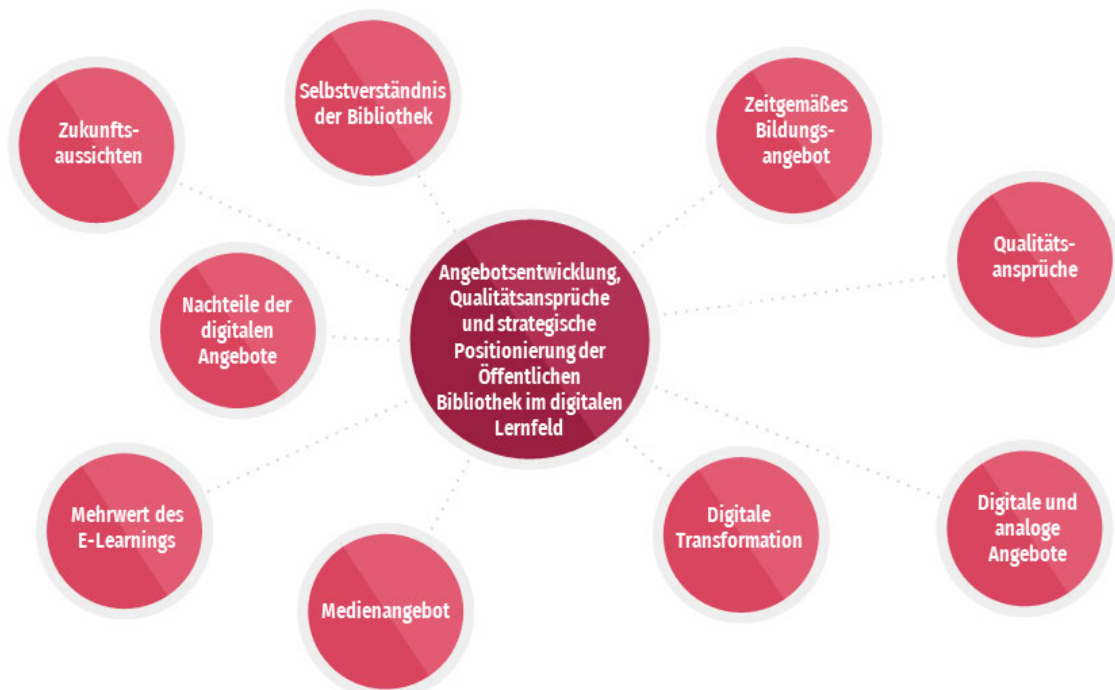 Selbstverständnis
der Bibliothek
Zukunfts-
aussichten
Zeitgemäßes
Bildungs-
angebot
Qualitäts-
ansprüche
Nachteile der
digitalen
Angebote
Angebotsentwicklung,
Qualitätsansprüche
und strategische
Positionierung der
Öffentlichen
Bibliothek im digitalen
Lernfeld
Mehrwert des
E-Learnings
Medienangebot
Digitale
Transformation
Digitale und
analoge
Angebote